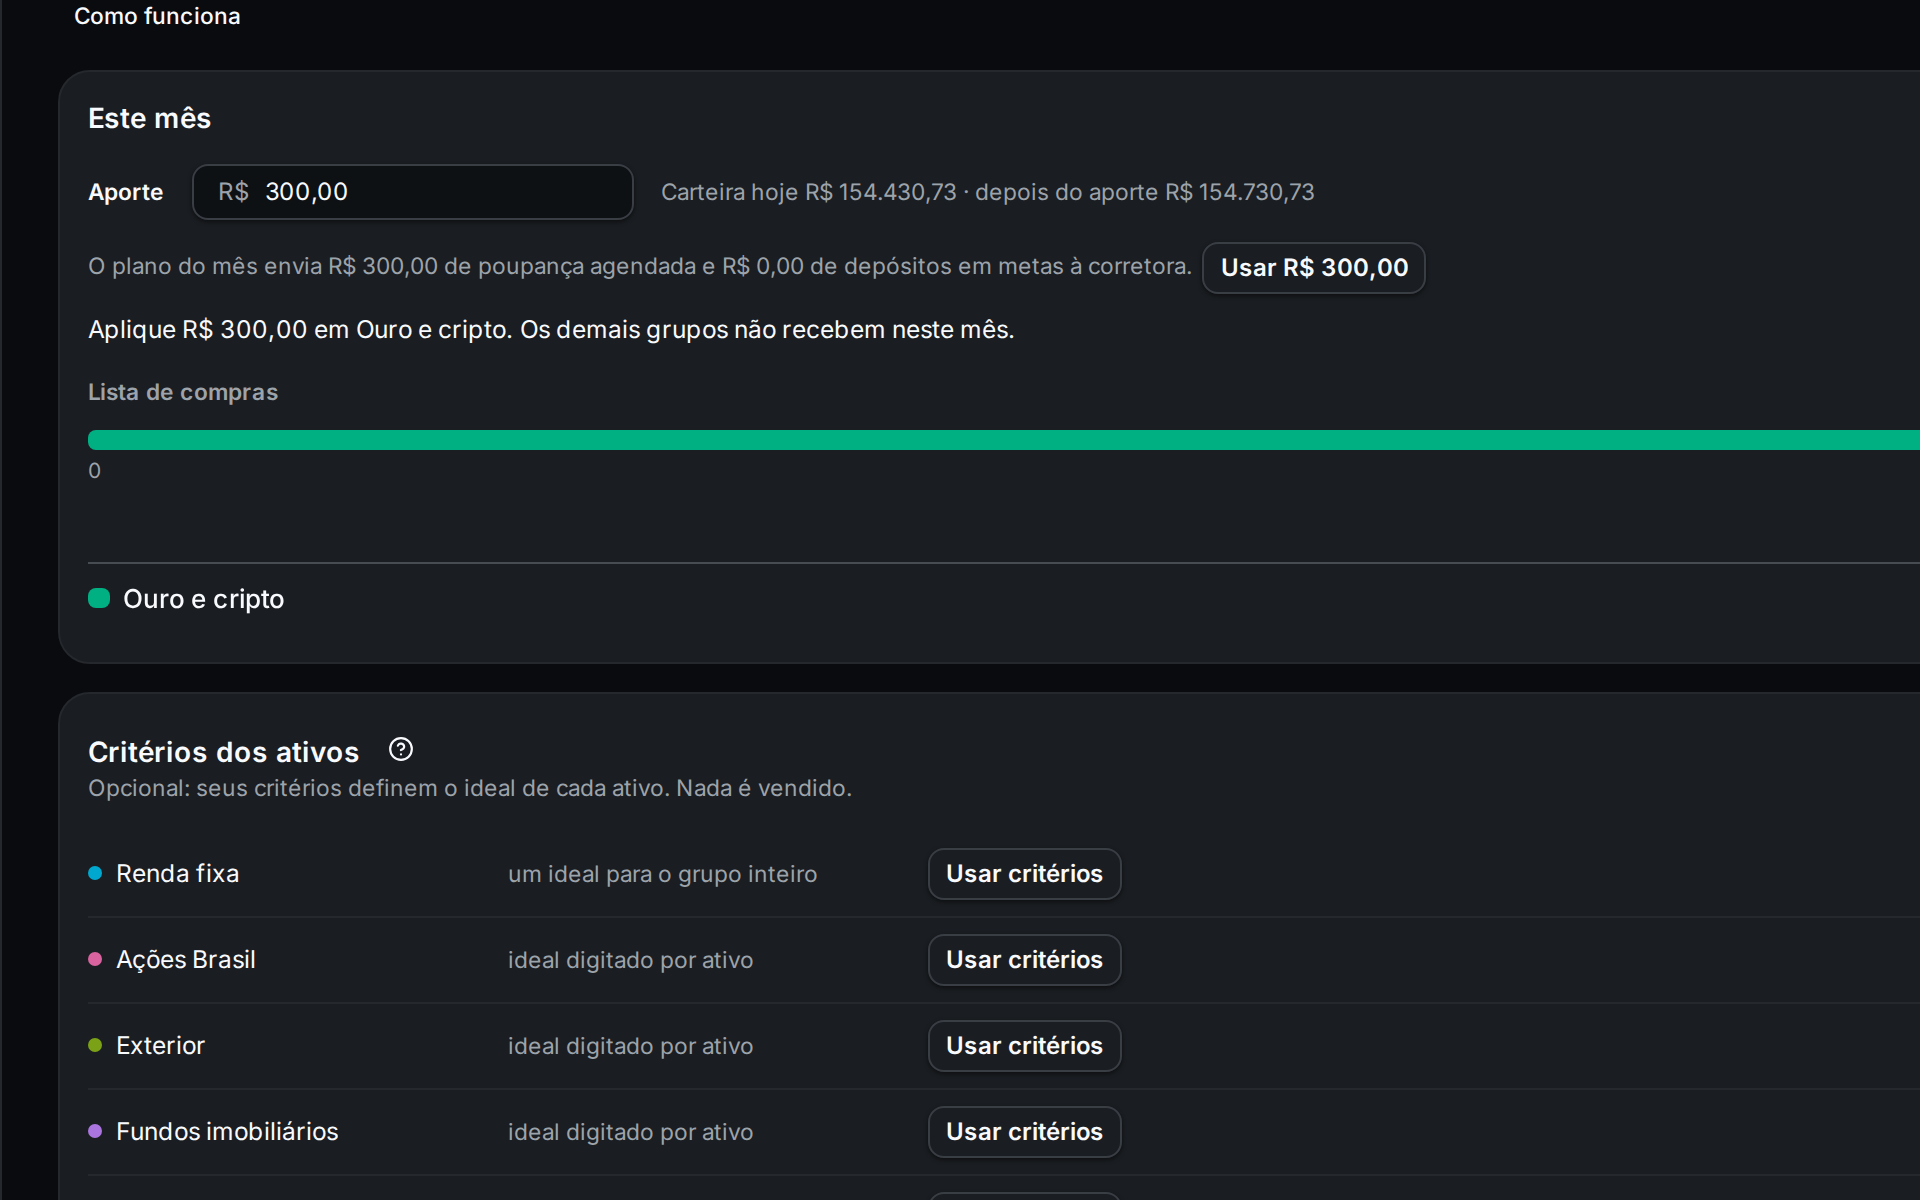 Como funciona
Este mês
Aporte R$ 300,00 Carteira hoje R$ 154.430,73 · depois do aporte R$ 154.730,73
O plano do mês envia R$ 300,00 de poupança agendada e R$ 0,00 de depósitos em metas à corretora. Usar R$ 300,00
Aplique R$ 300,00 em Ouro e cripto. Os demais grupos não recebem neste mês.
Lista de compras
0
Ouro e cripto
Critérios dos ativos
Opcional: seus critérios definem o ideal de cada ativo. Nada é vendido.
Renda fixa um ideal para o grupo inteiro Usar critérios
Ações Brasil ideal digitado por ativo Usar critérios
Exterior ideal digitado por ativo Usar critérios
Fundos imobiliários ideal digitado por ativo Usar critérios